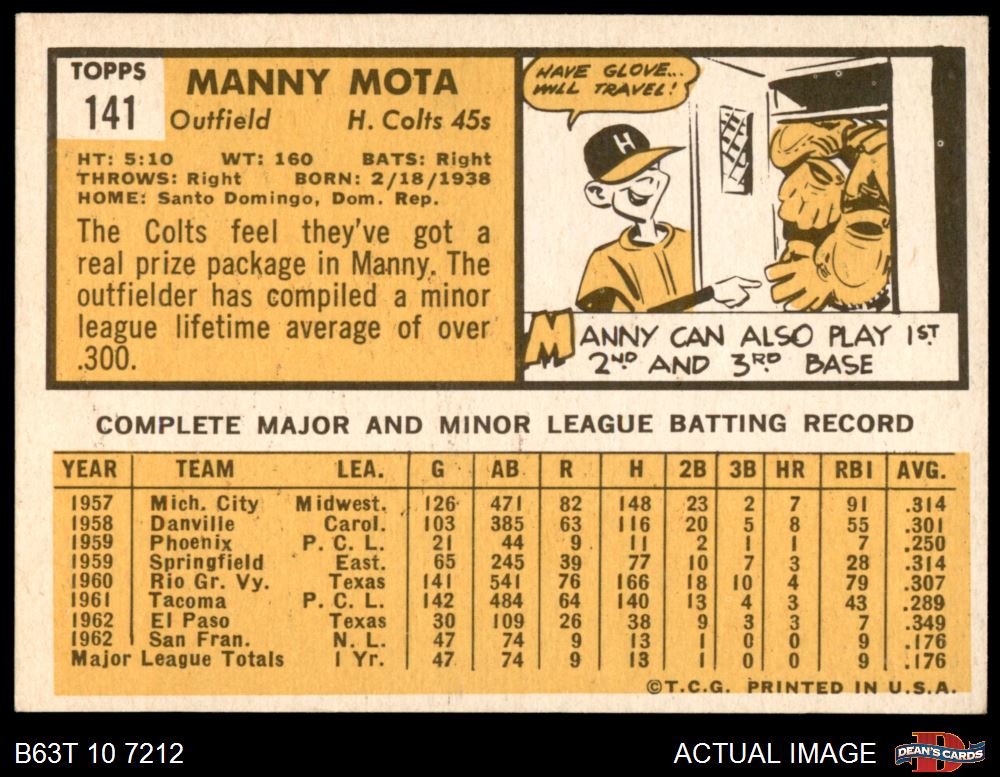 TOPPS
141
MANNY MOTA
Outfield H. Colts 45s
HT: 5:10 WT: 160 BATS: Right
THROWS: Right BORN: 2/18/1938
HOME: Santo Domingo, Dom. Rep.
The Colts feel they've got a
real prize package in Manny. The
outfielder has compiled a minor
league lifetime average of over
.300.
HAVE GLOVE...
WILL TRAVEL!
H
MANNY CAN ALSO PLAY 1ST
2ND AND 3RD BASE
COMPLETE MAJOR AND MINOR LEAGUE BATTING RECORD
YEAR TEAM LEA. G AB R H 2B 3B HR RBI AVG.
1957 Mich. City Midwest. 126 471 82 148 23 2 7 91 .314
1958 Danville Carol. 103 385 63 116 20 5 8 55 .301
1959 Phoenix P. C. L. 21 44 9 11 2 1 1 7 .250
1959 Springfield East. 65 245 39 77 10 7 3 28 .314
1960 Rio Gr. Vy. Texas 141 541 76 166 18 10 4 79 .307
1961 Tacoma P. C. L. 142 484 64 140 13 4 3 43 .289
1962 El Paso Texas 30 109 26 38 9 3 3 7 .349
1962 San Fran. N. L. 47 74 9 13 1 0 0 9 .176
Major League Totals 1 Yr. 47 74 9 13 1 0 0 9 .176
©T.C.G. PRINTED IN U.S.A.
B63T 10 7212 ACTUAL IMAGE
D
DEAN'S CARDS